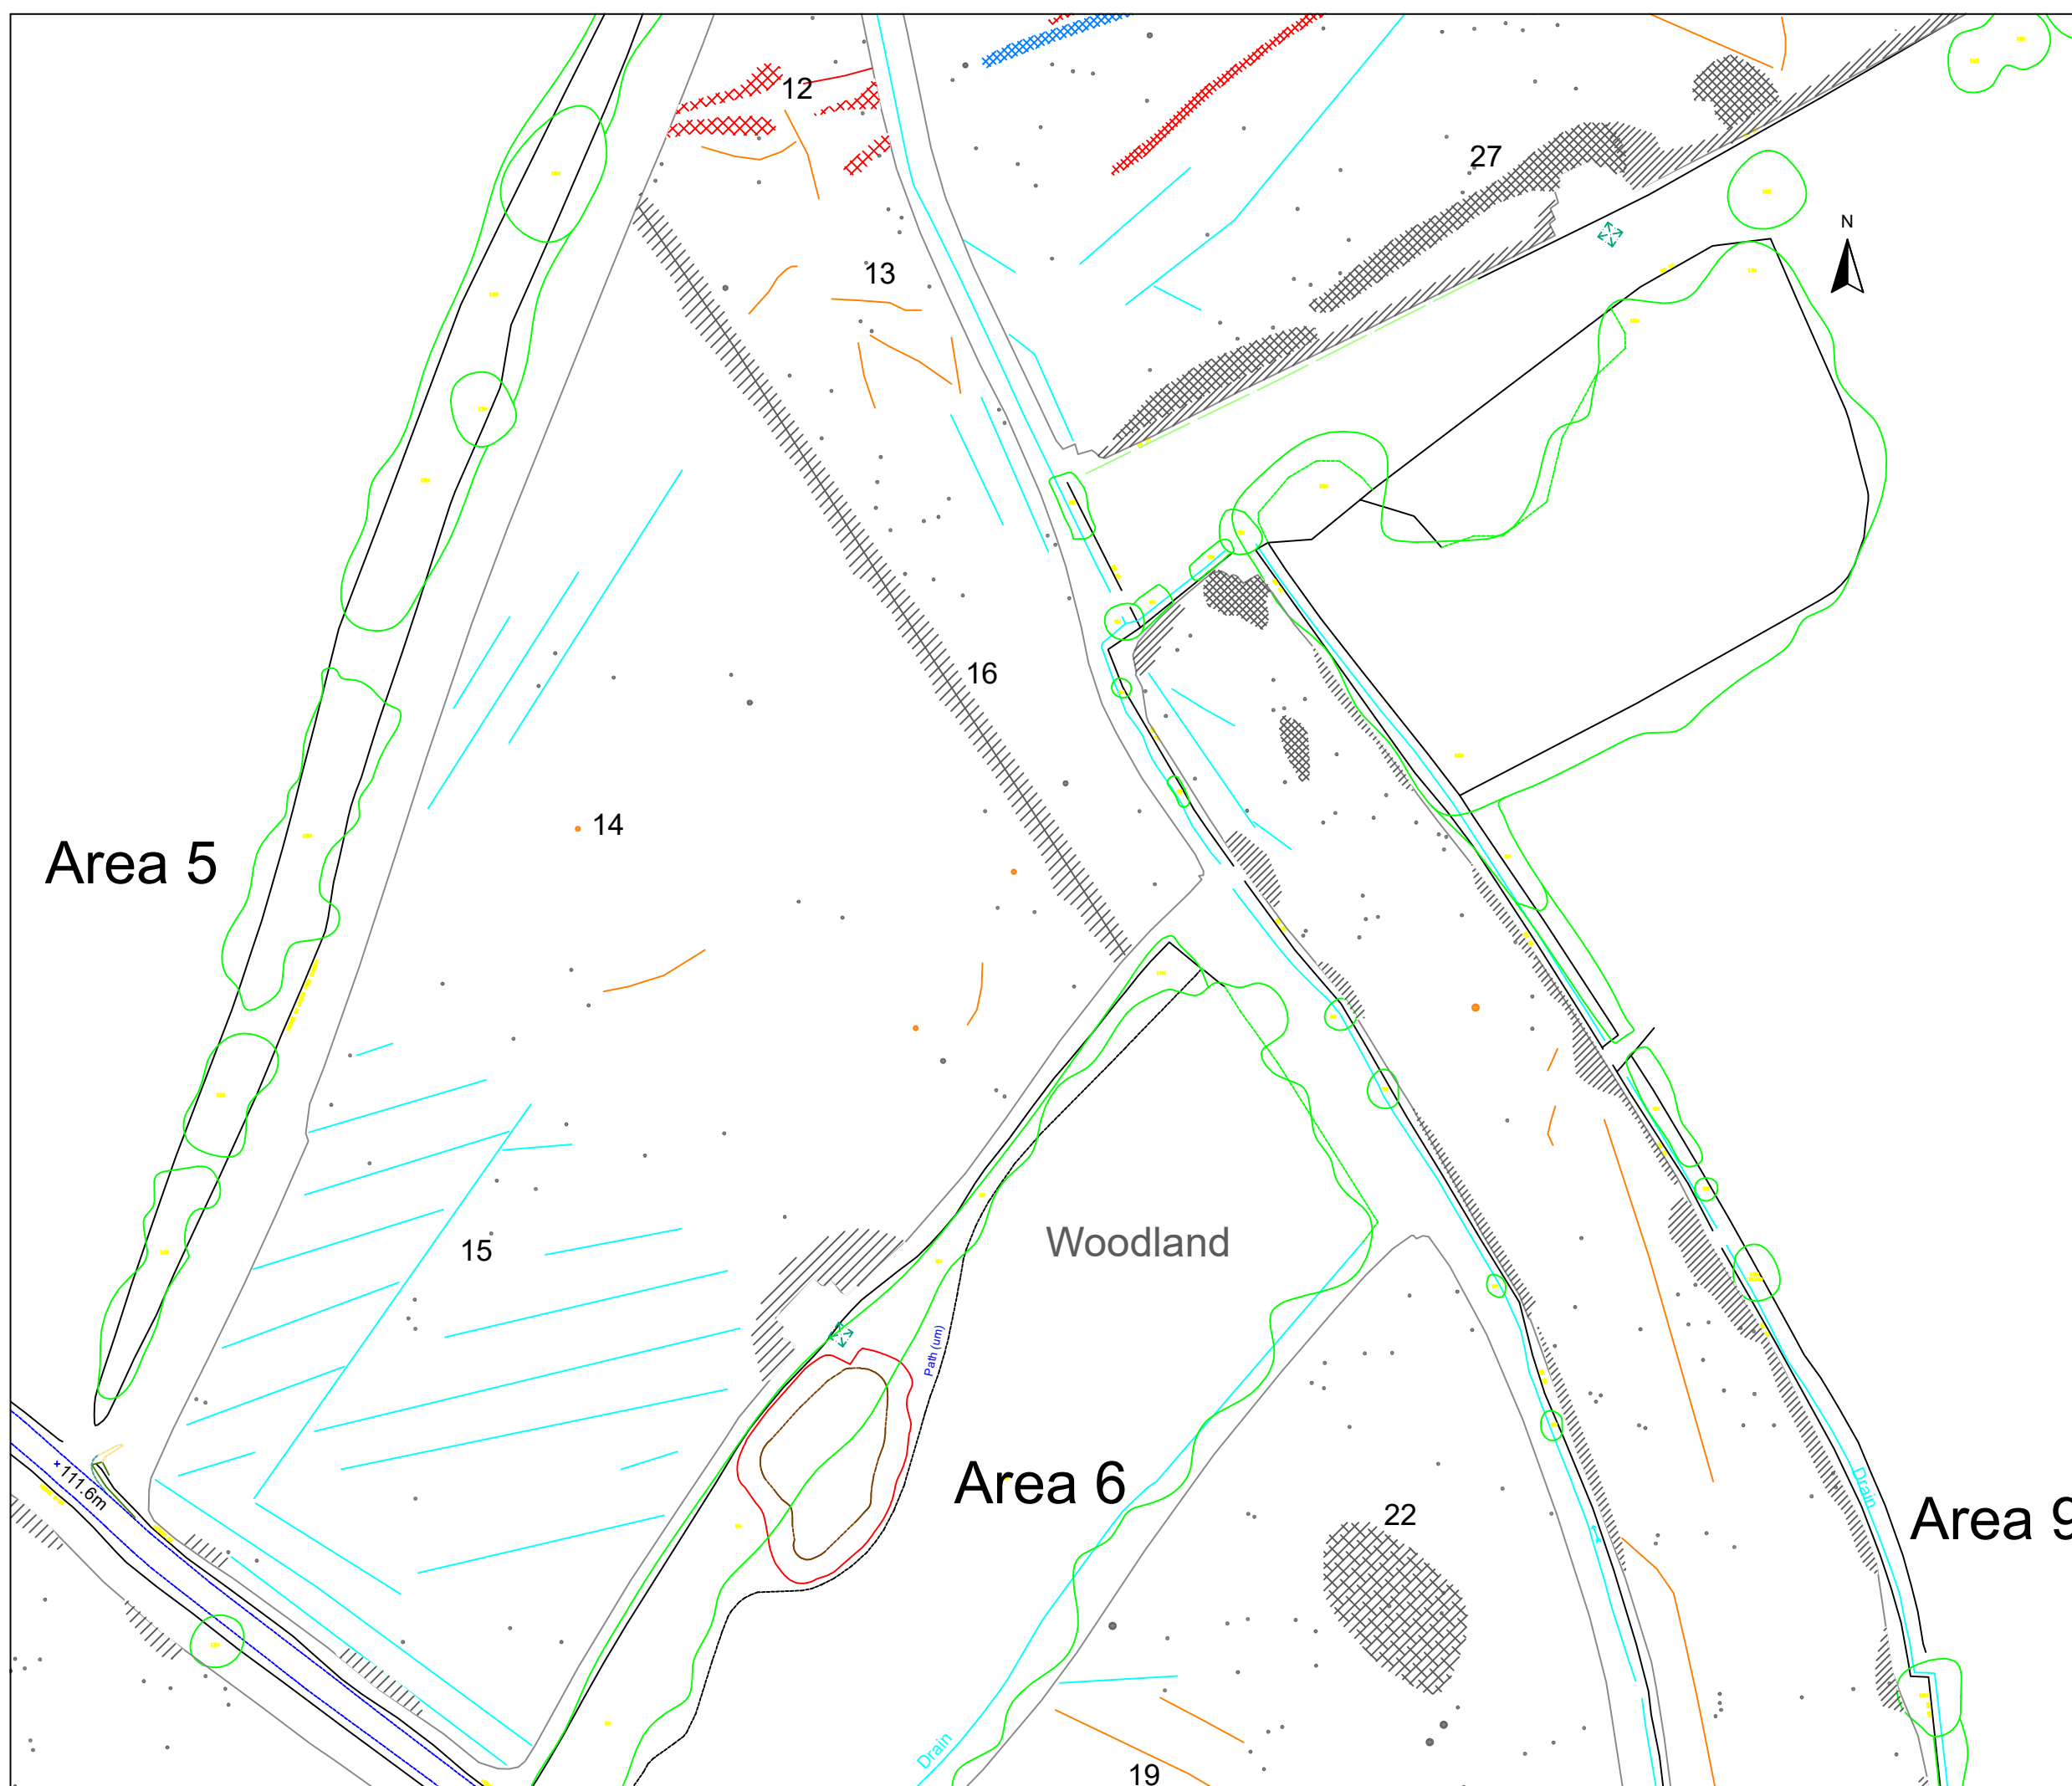 12
27
N
13
16
14
Area 5
Woodland
15
Path (um)
Area 6
111.6m
Drain
22
Area 9
Drain
19